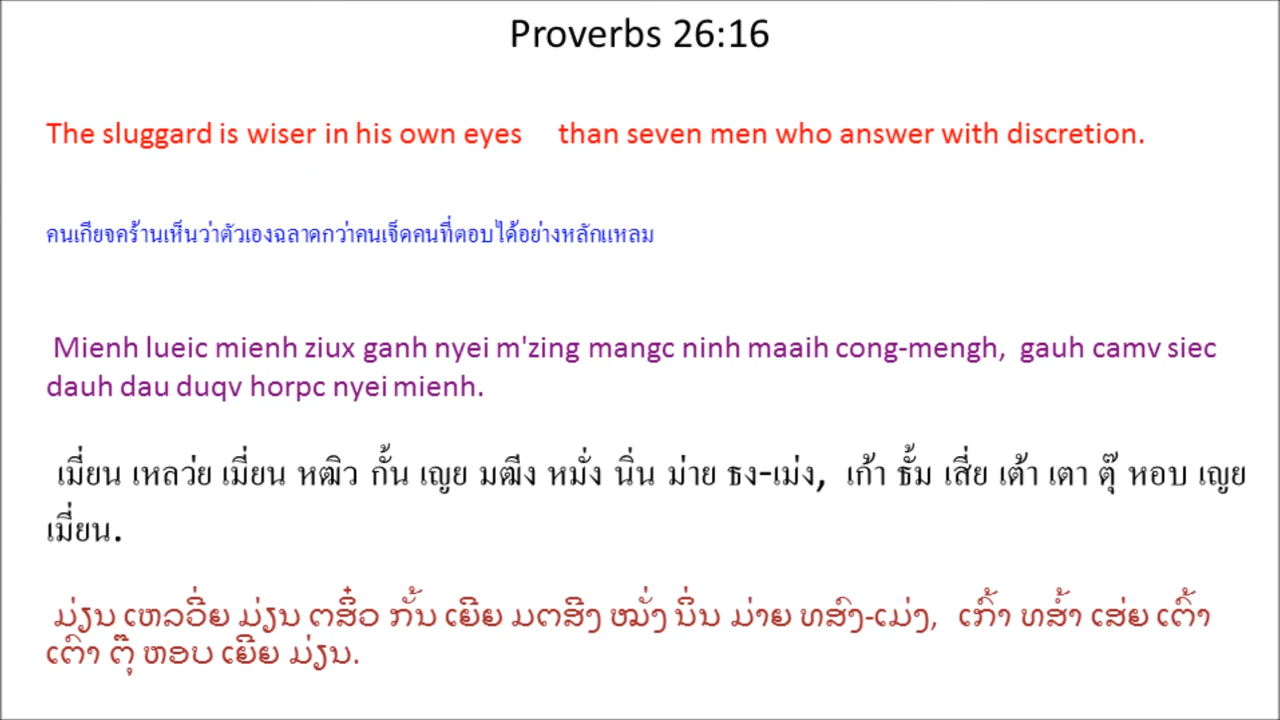 Proverbs 26:16
The sluggard is wiser in his own eyes than seven men who answer with discretion.
คนเกียจคร้านเห็นว่าตัวเองฉลาดกว่าคนเจ็ดคนที่ตอบได้อย่างหลักแหลม
Mienh lueic mienh ziux ganh nyei m'zing mangc ninh maaih cong-mengh, gauh camv siec
dauh dau duqv horpc nyei mienh.
เมี่ยน เหลว่ย เมี่ยน หฒิว กั้น เญย มฒีง หมั่ง นิ่น ม่าย ธง-เม่ง, เก้า ธั้ม เสี่ย เต้า เตา ตุ๊ หอบ เญย
เมี่ยน.
ມ່ຽນ ເຫລວີ່ຍ ມ່ຽນ ຕສິ໋ວ ກັ້ນ ເຍີຍ ມຕສີງ ໝັ່ງ ນິ່ນ ມ່າຍ ທສົງ-ເມ່ງ, ເກົ້າ ທສ້ຳ ເສ່ຍ ເຕົ້າ
ເຕົາ ຕຸ໊ ຫອບ ເຍີຍ ມ່ຽນ.